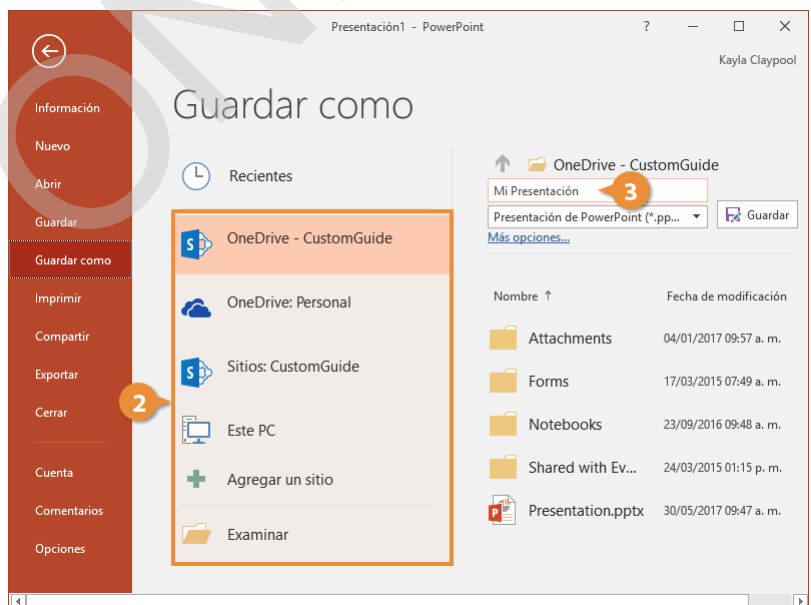 Presentación1 - PowerPoint
?
Kayla Claypool
Información
Nuevo
Abrir
Guardar
Guardar como
Imprimir
Compartir
Exportar
Cerrar
Cuenta
Comentarios
Opciones
Guardar como
Recientes
OneDrive - CustomGuide
OneDrive: Personal
Sitios: CustomGuide
Este PC
Agregar un sitio
Examinar
2
OneDrive - CustomGuide
Mi Presentación
3
Presentación de PowerPoint (*.pp...
Guardar
Más opciones...
Nombre ↑ Fecha de modificación
Attachments 04/01/2017 09:57 a. m.
Forms 17/03/2015 07:49 a. m.
Notebooks 23/09/2016 09:48 a. m.
Shared with Ev... 24/03/2015 01:15 p. m.
Presentation.pptx 30/05/2017 09:47 a. m.